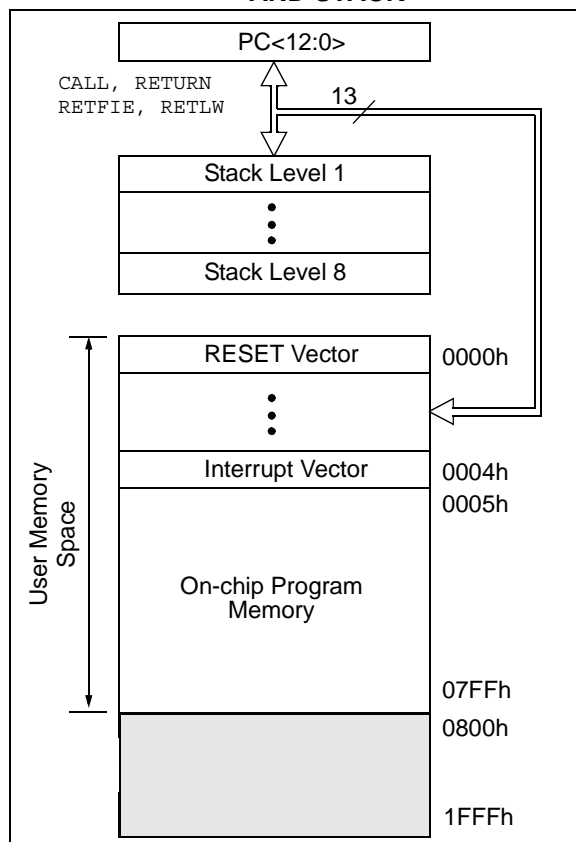 AND STACK
PC<12:0>
CALL, RETURN
RETFIE, RETLW
13
Stack Level 1
Stack Level 8
RESET Vector
0000h
Interrupt Vector
0004h
0005h
User Memory
Space
On-chip Program
Memory
07FFh
0800h
1FFFh